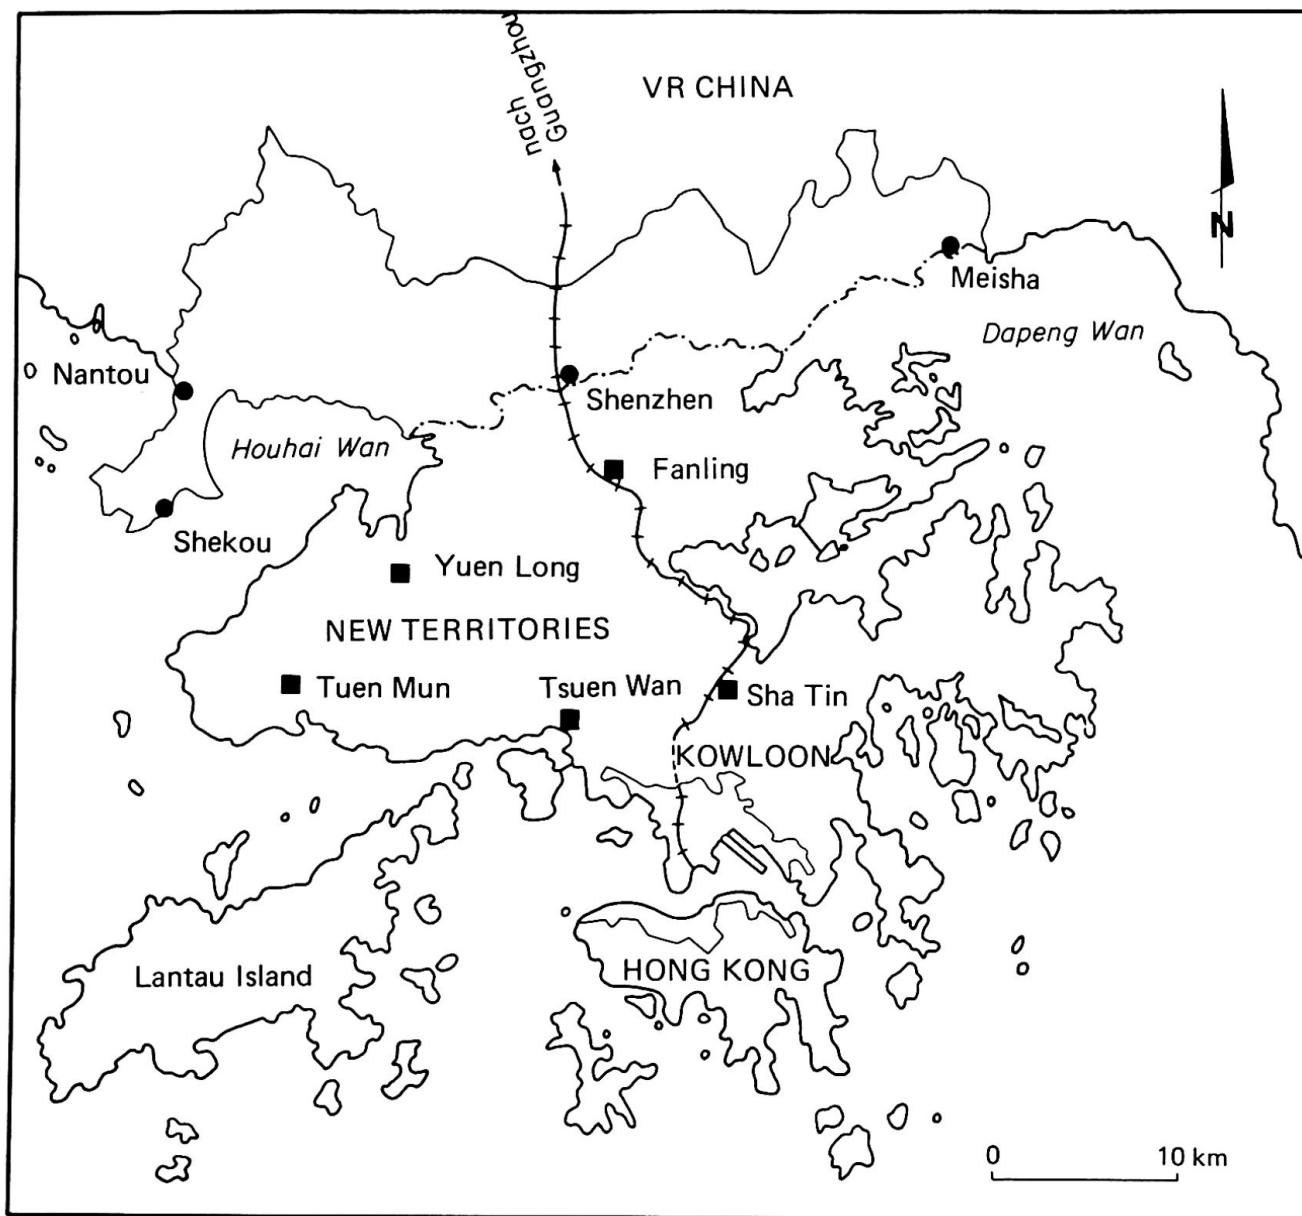 nach
Guangzhou
VR CHINA
N
Meisha
Dapeng Wan
Nantou
Shenzhen
Houhai Wan
Fanling
Shekou
Yuen Long
NEW TERRITORIES
Tuen Mun
Tsuen Wan
Sha Tin
KOWLOON
Lantau Island
HONG KONG
0 10 km